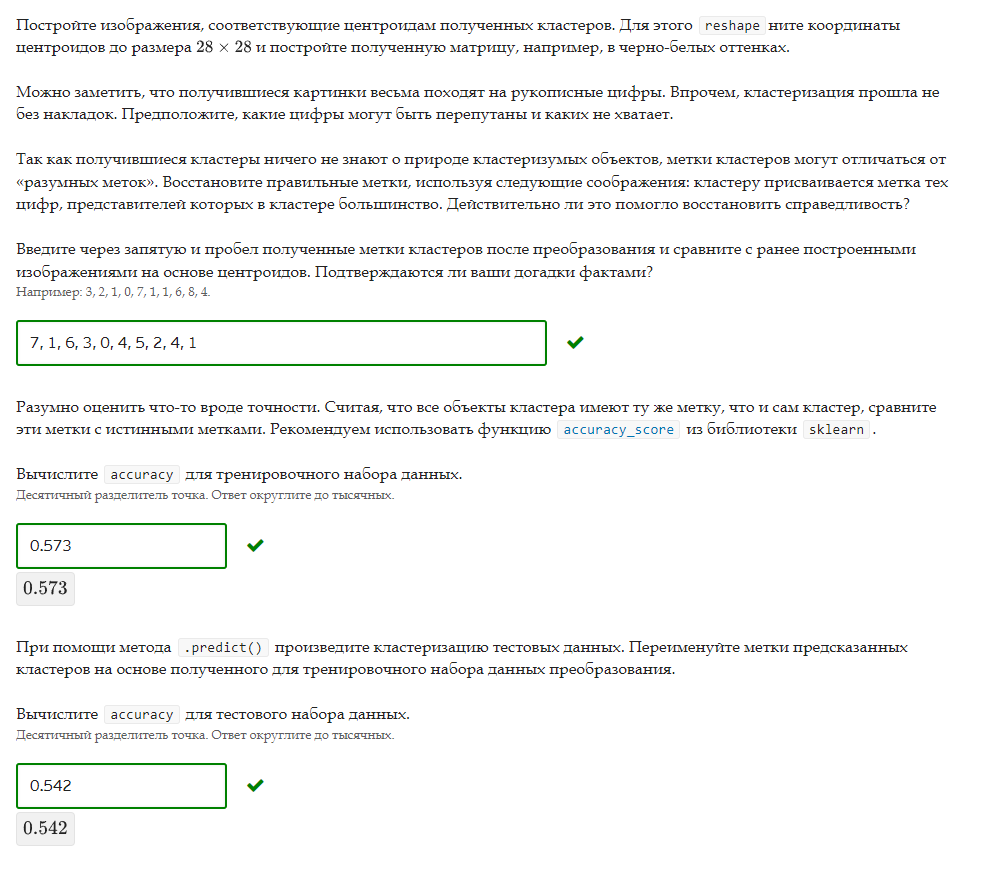 Постройте изображения, соответствующие центроидам полученных кластеров. Для этого reshape ните координаты
центроидов до размера 28 × 28 и постройте полученную матрицу, например, в черно-белых оттенках.
Можно заметить, что получившиеся картинки весьма походят на рукописные цифры. Впрочем, кластеризация прошла не
без накладок. Предположите, какие цифры могут быть перепутаны и каких не хватает.
Так как получившиеся кластеры ничего не знают о природе кластеризумых объектов, метки кластеров могут отличаться от
«разумных меток». Восстановите правильные метки, используя следующие соображения: кластеру присваивается метка тех
цифр, представителей которых в кластере большинство. Действительно ли это помогло восстановить справедливость?
Введите через запятую и пробел полученные метки кластеров после преобразования и сравните с ранее построенными
изображениями на основе центроидов. Подтверждаются ли ваши догадки фактами?
Например: 3, 2, 1, 0, 7, 1, 1, 6, 8, 4.
7, 1, 6, 3, 0, 4, 5, 2, 4, 1
Разумно оценить что-то вроде точности. Считая, что все объекты кластера имеют ту же метку, что и сам кластер, сравните
эти метки с истинными метками. Рекомендуем использовать функцию accuracy_score из библиотеки sklearn .
Вычислите accuracy для тренировочного набора данных.
Десятичный разделитель точка. Ответ округлите до тысячных.
0.573
0.573
При помощи метода .predict() произведите кластеризацию тестовых данных. Переименуйте метки предсказанных
кластеров на основе полученного для тренировочного набора данных преобразования.
Вычислите accuracy для тестового набора данных.
Десятичный разделитель точка. Ответ округлите до тысячных.
0.542
0.542